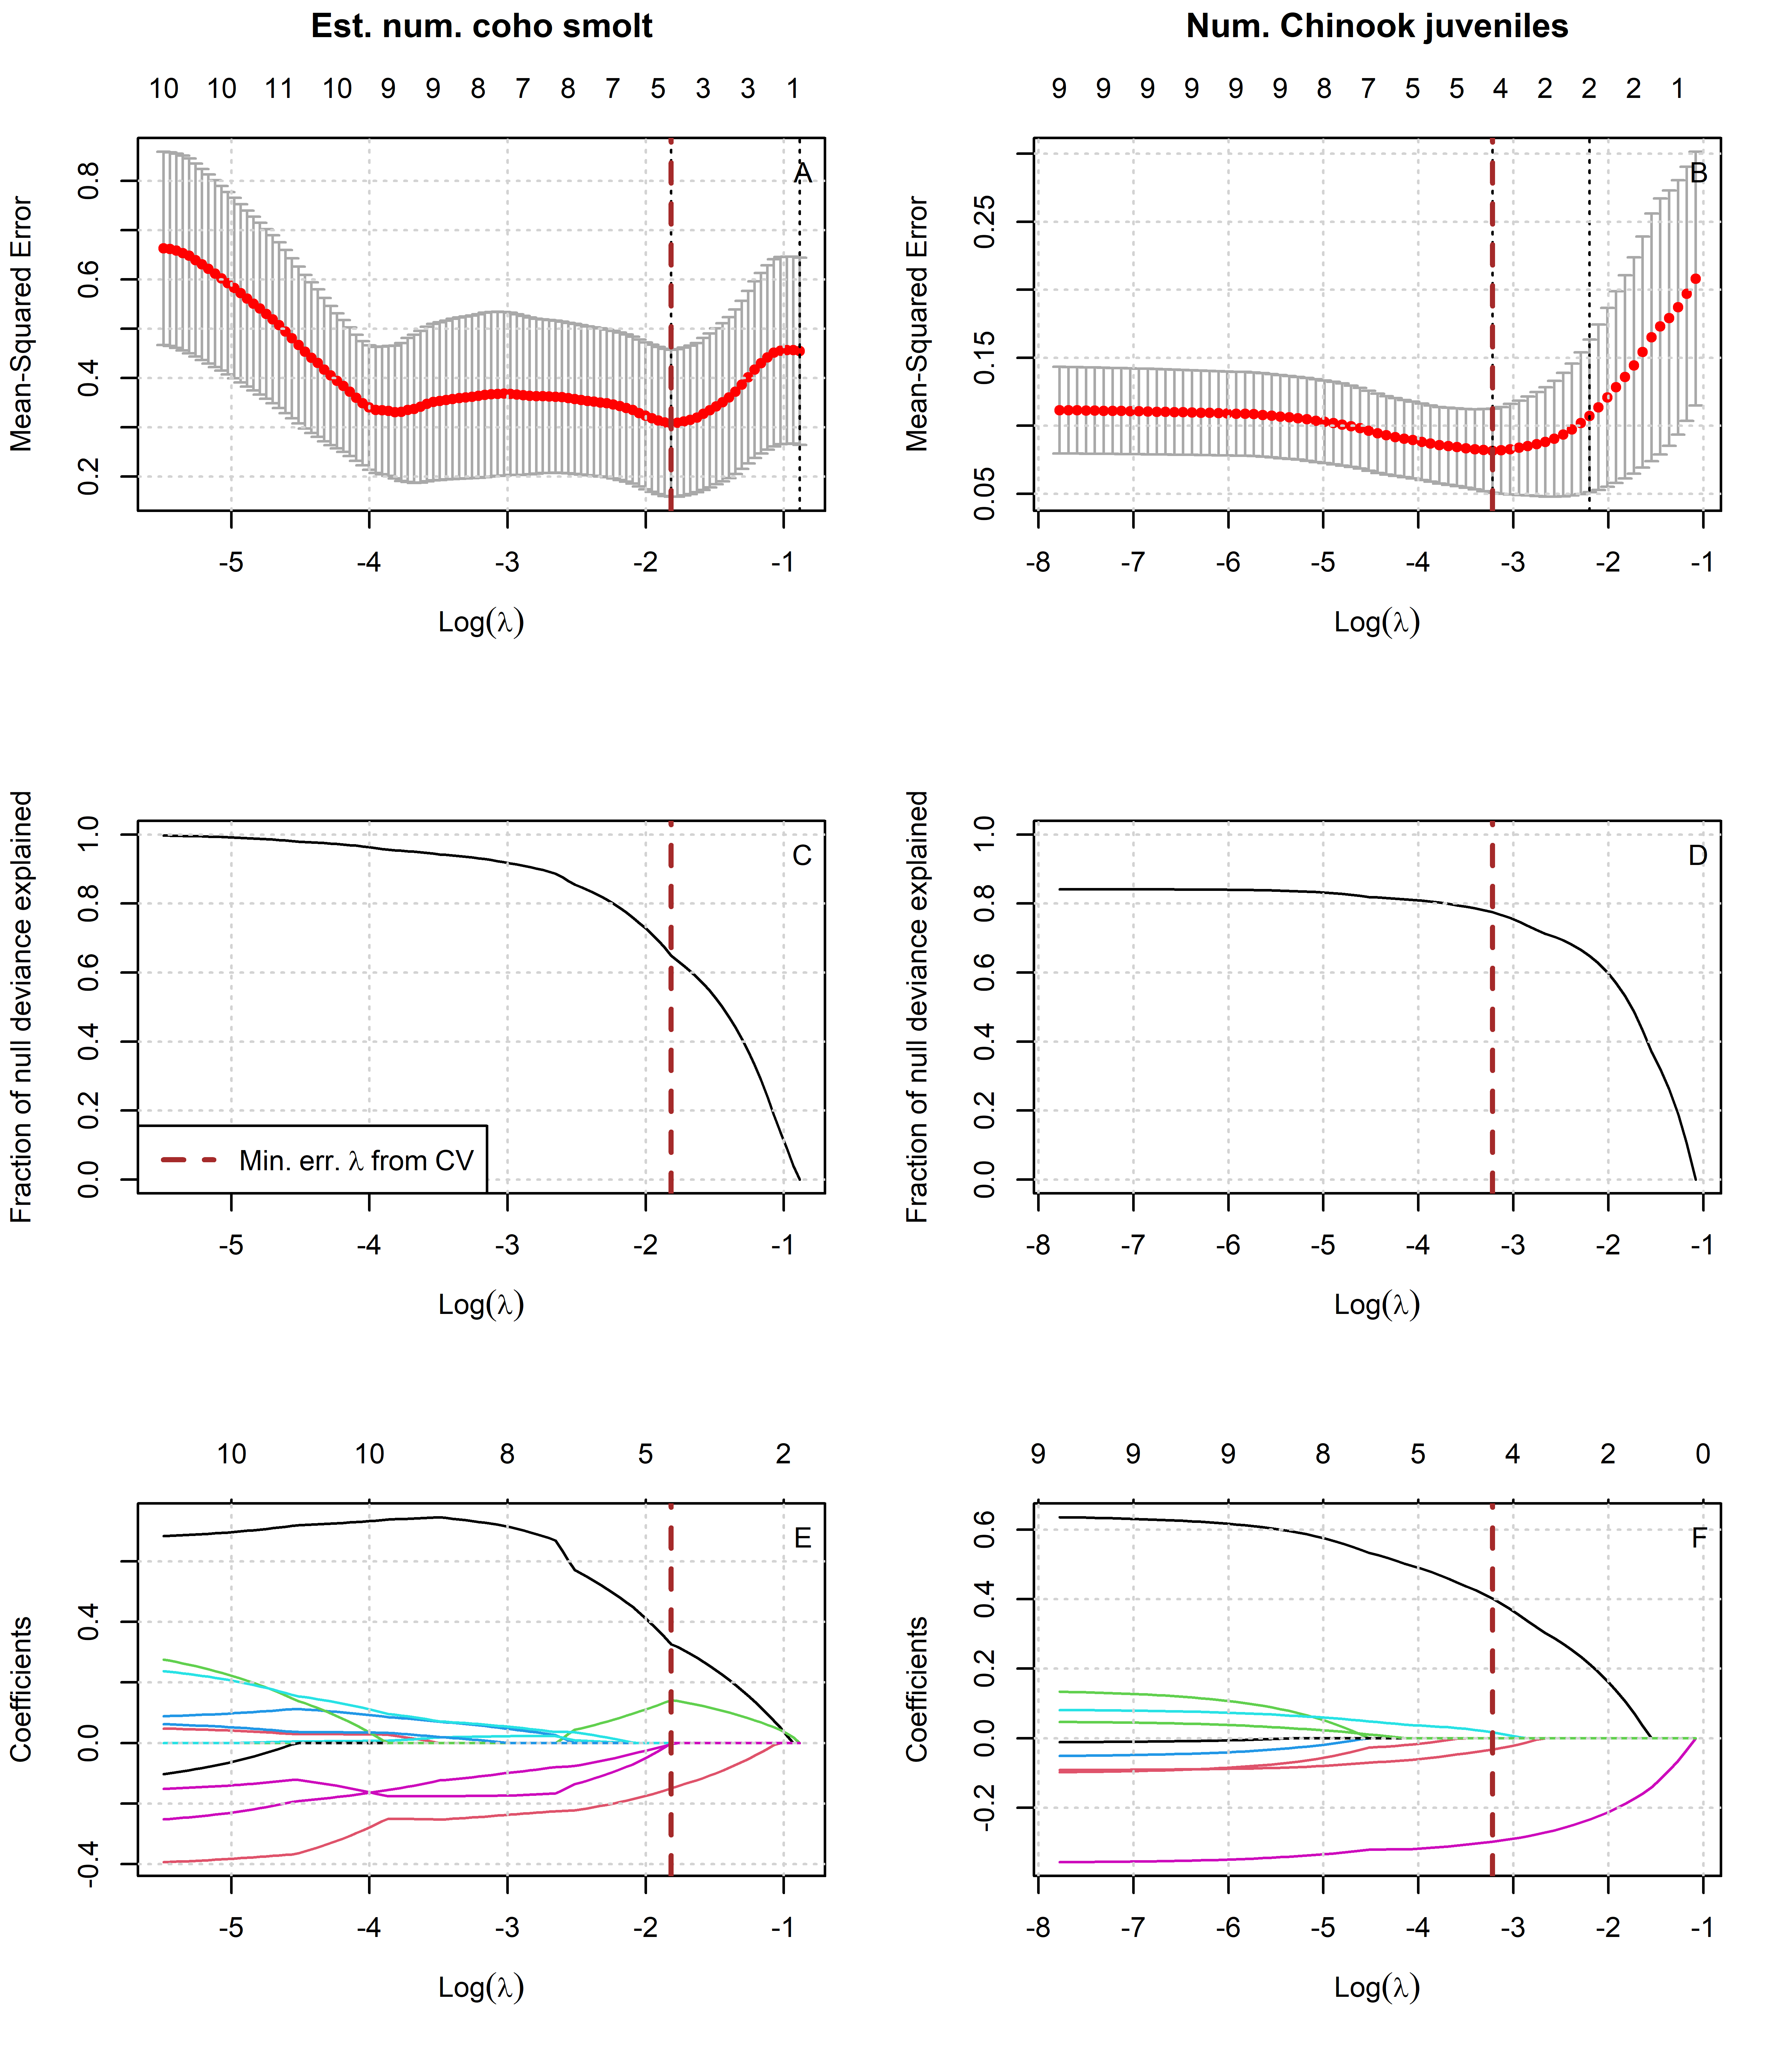 Est. num. coho smolt
10 10 11 10 9 9 8 7 8 7 5 3 3 1
A
Mean-Squared Error
0.8
0.6
0.4
0.2
-5 -4 -3 -2 -1
Log(λ)
Num. Chinook juveniles
9 9 9 9 9 9 8 7 5 5 4 2 2 2 1
B
Mean-Squared Error
0.25
0.15
0.05
-8 -7 -6 -5 -4 -3 -2 -1
Log(λ)
C
Fraction of null deviance explained
1.0
0.8
0.6
0.4
0.2
0.0
Min. err. λ from CV
-5 -4 -3 -2 -1
Log(λ)
D
Fraction of null deviance explained
1.0
0.8
0.6
0.4
0.2
0.0
-8 -7 -6 -5 -4 -3 -2 -1
Log(λ)
10 10 8 5 2
E
Coefficients
0.4
0.0
-0.4
-5 -4 -3 -2 -1
Log(λ)
9 9 9 8 5 4 2 0
F
Coefficients
0.6
0.4
0.2
0.0
-0.2
-8 -7 -6 -5 -4 -3 -2 -1
Log(λ)